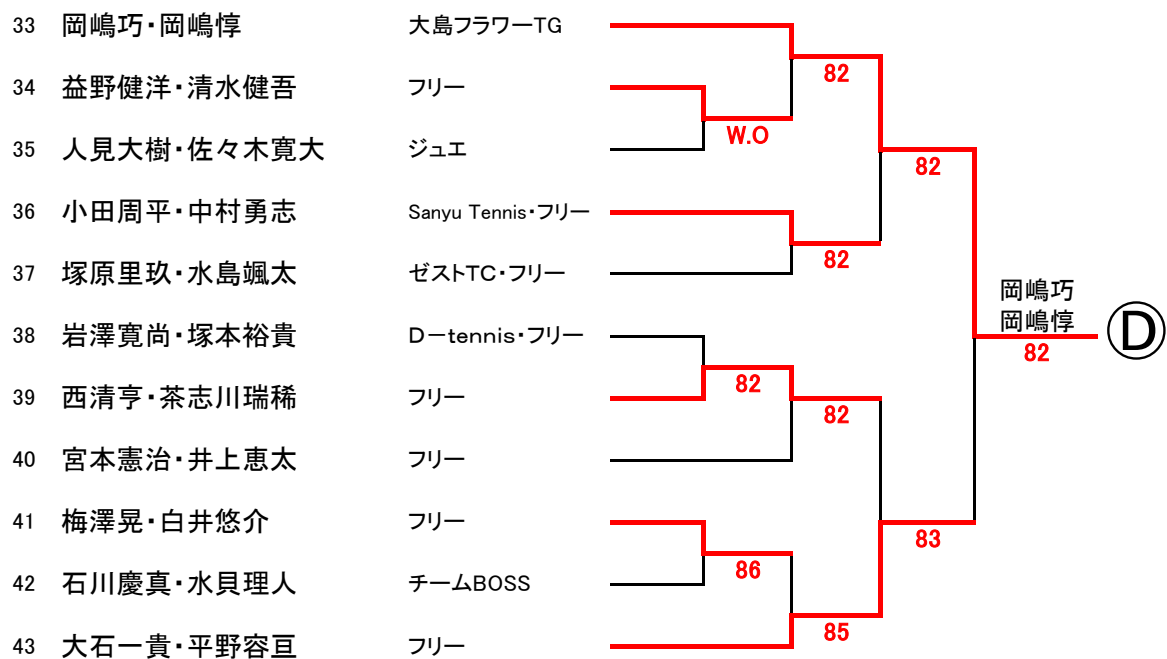 33 岡嶋巧・岡嶋惇 大島フラワーTG
82
34 益野健洋・清水健吾 フリー
W.O
35 人見大樹・佐々木寛大 ジュエ
82
36 小田周平・中村勇志 Sanyu Tennis・フリー
82
37 塚原里玖・水島颯太 ゼストTC・フリー
岡嶋巧
岡嶋惇
D
82
38 岩澤寛尚・塚本裕貴 D－tennis・フリー
82
39 西清亨・茶志川瑞稀 フリー
82
40 宮本憲治・井上恵太 フリー
41 梅澤晃・白井悠介 フリー
83
86
42 石川慶真・水貝理人 チームBOSS
85
43 大石一貴・平野容亘 フリー